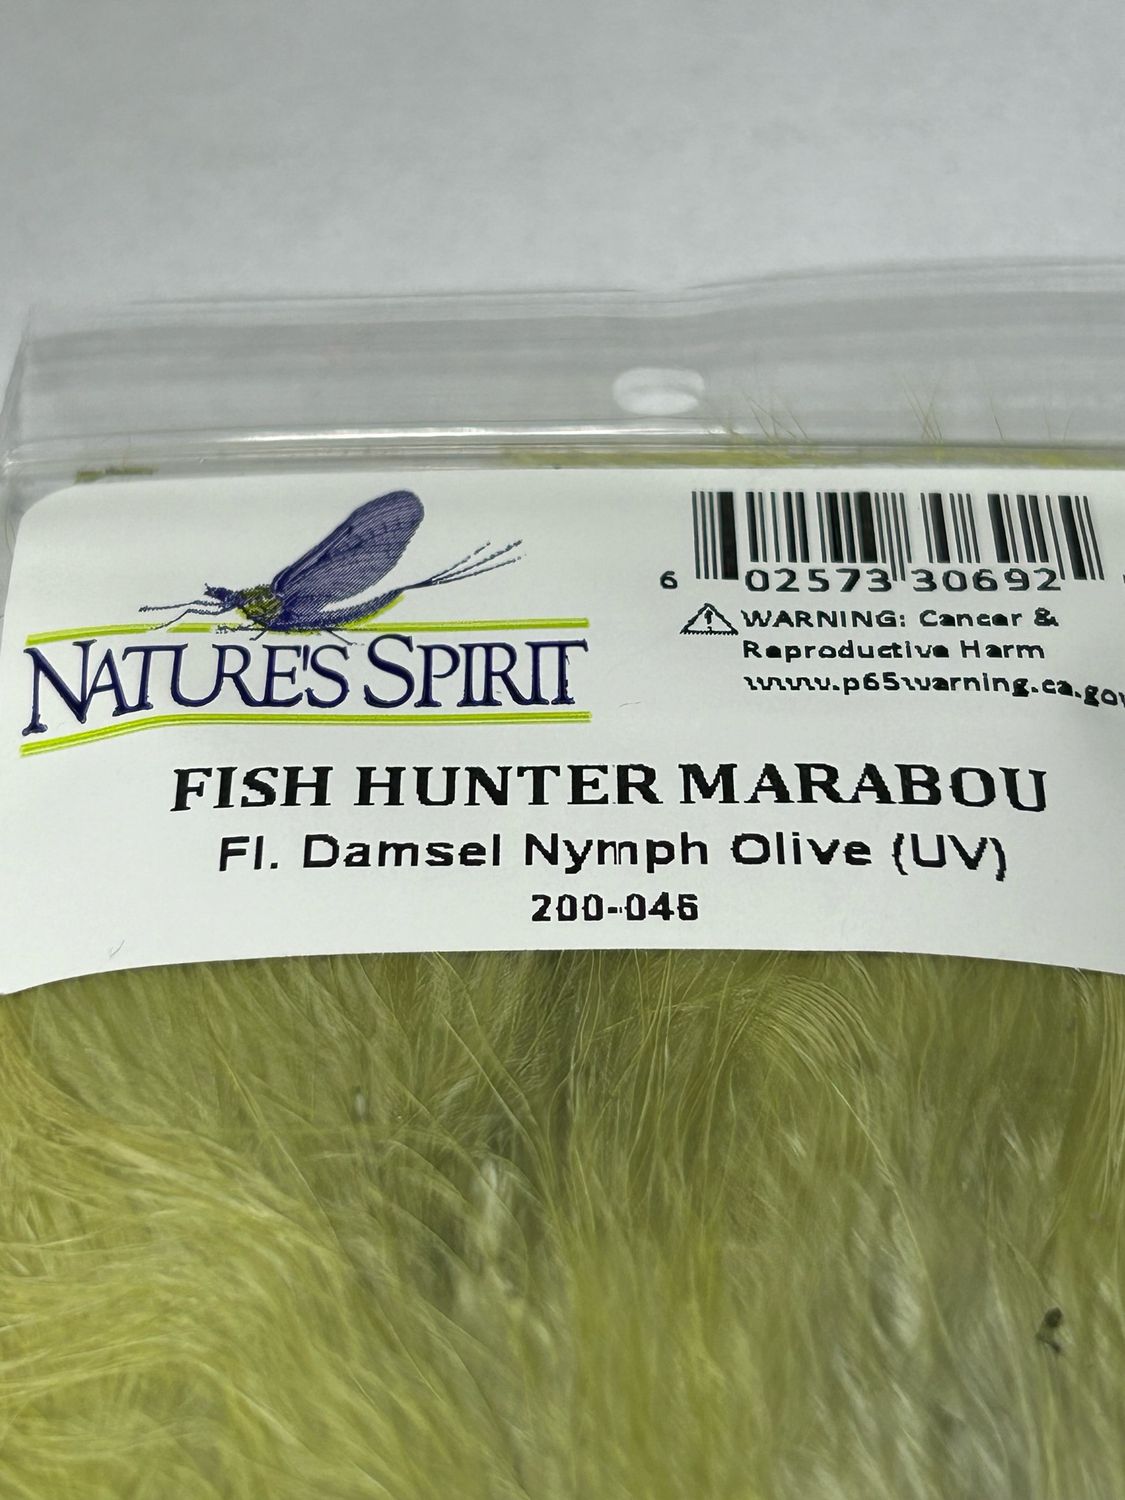 NATURE'S SPIRIT
6 02573 30692
WARNING: Cancer &
Reproductive Harm
www.p65warning.ca.gov
FISH HUNTER MARABOU
Fl. Damsel Nymph Olive (UV)
200-046